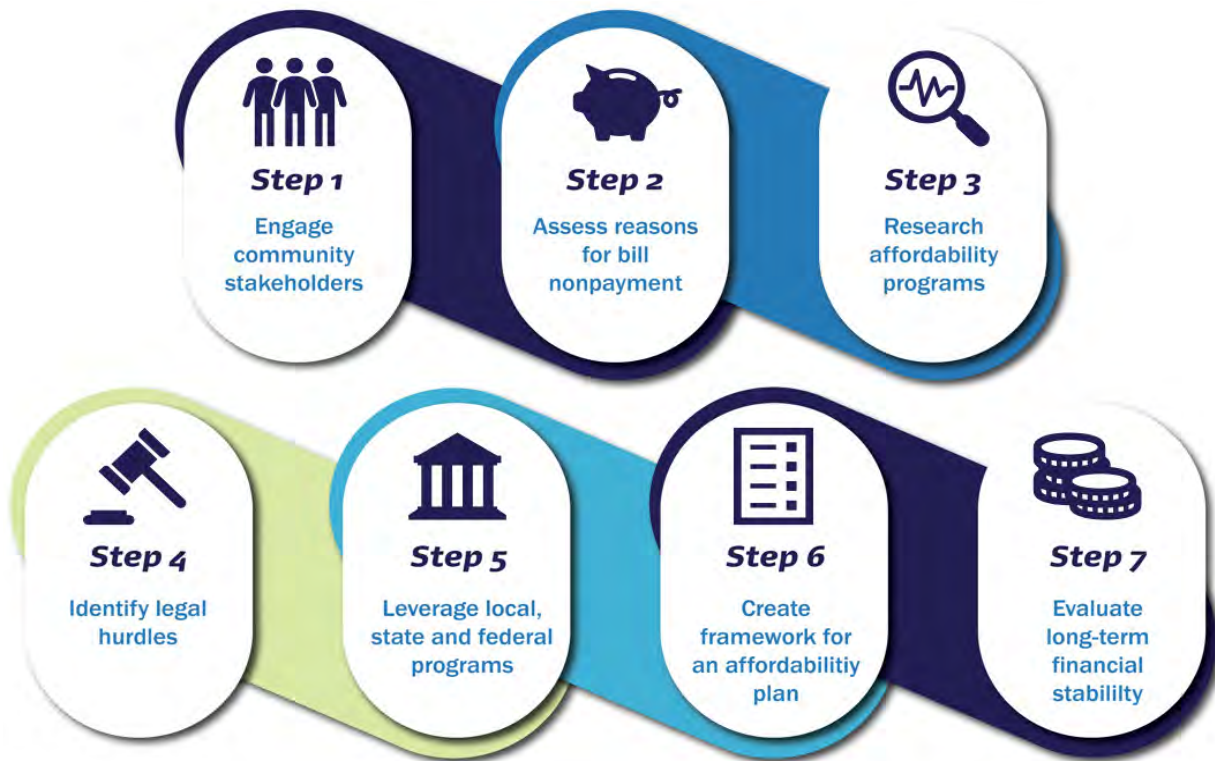 Step 1
Engage
community
stakeholders
Step 2
Assess reasons
for bill
nonpayment
Step 3
Research
affordability
programs
Step 4
Identify legal
hurdles
Step 5
Leverage local,
state and federal
programs
Step 6
Create
framework for
an affordabilitiy
plan
Step 7
Evaluate
long-term
financial
stabililty